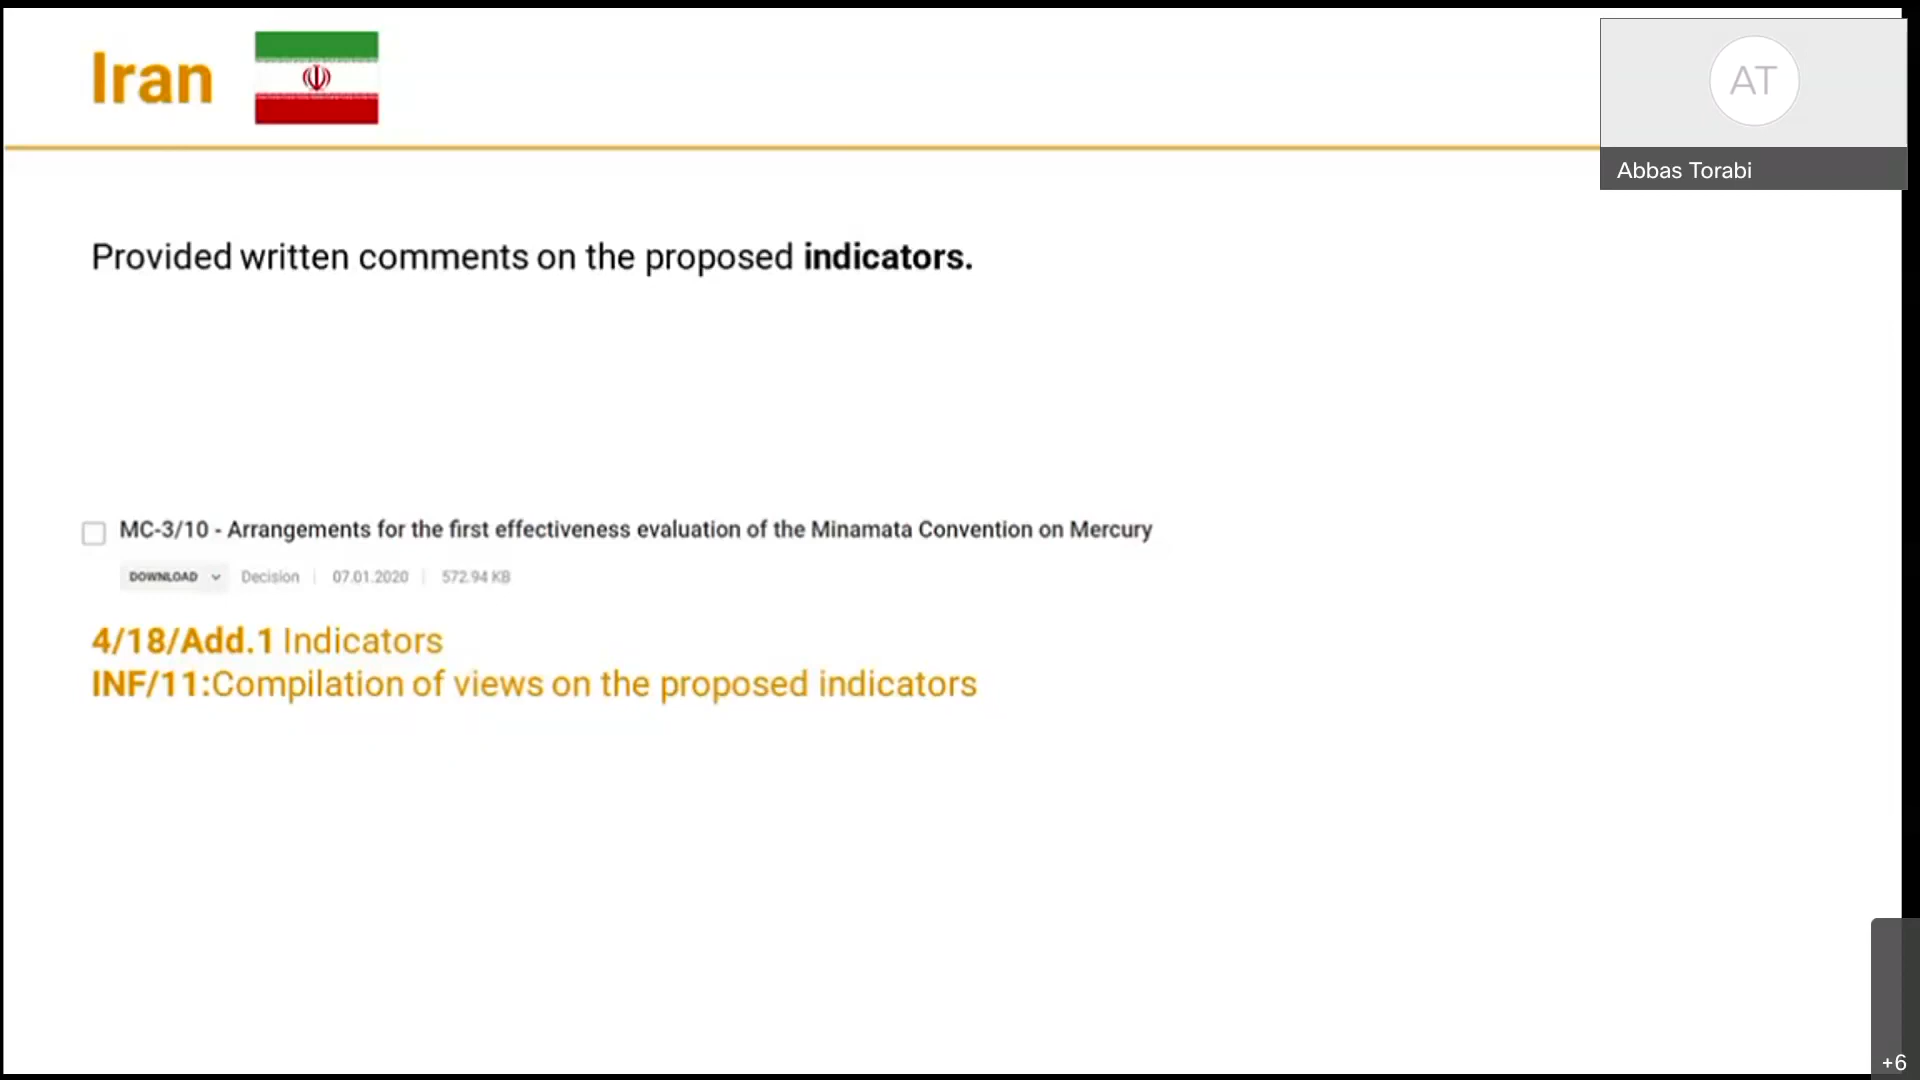 Iran
AT
Abbas Torabi
Provided written comments on the proposed indicators.
MC-3/10 - Arrangements for the first effectiveness evaluation of the Minamata Convention on Mercury
DOWNLOAD Decision 07.01.2020 572.94 KB
4/18/Add.1 Indicators
INF/11:Compilation of views on the proposed indicators
+6